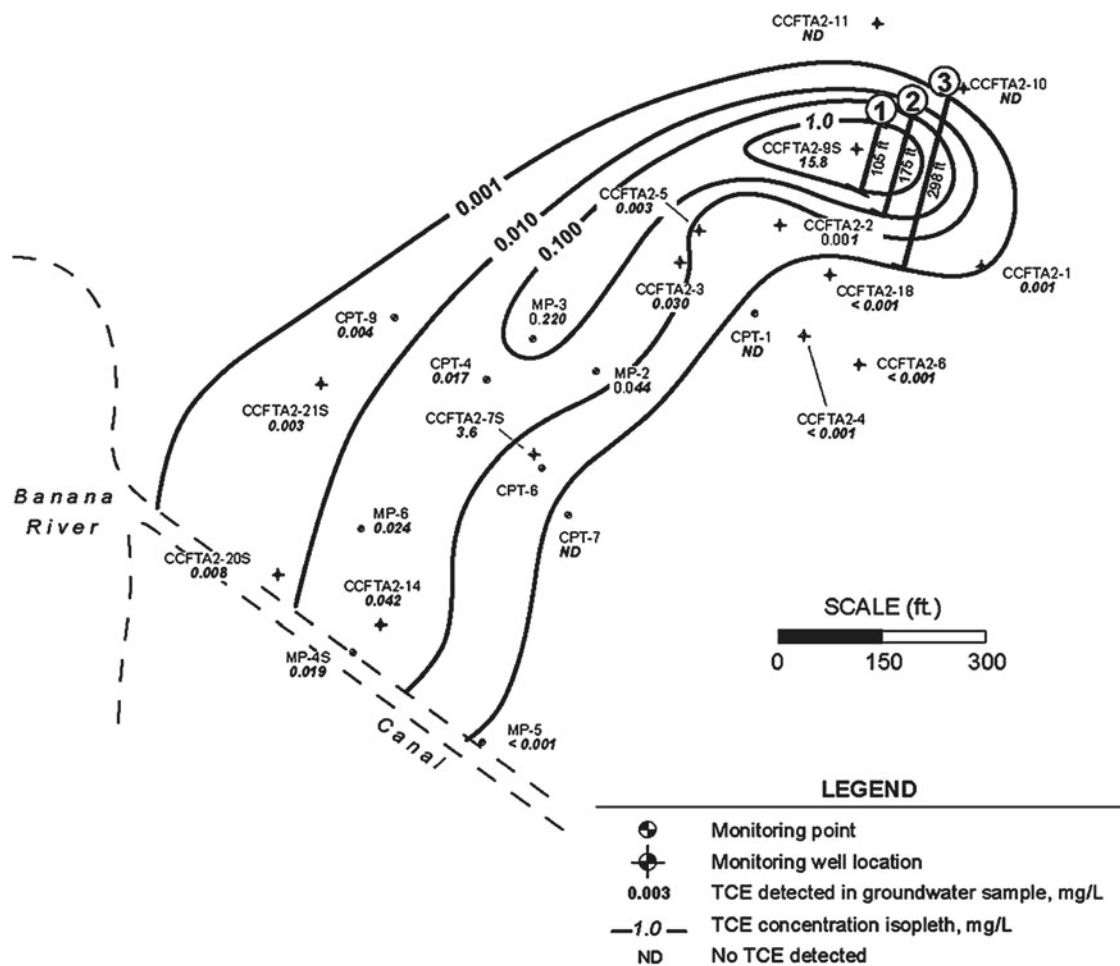 CCFTA2-11
ND
3
CCFTA2-10
ND
2
1
1.0
CCFTA2-9S
15.8
105 ft
175 ft
298 ft
0.001
CCFTA2-5
0.003
0.010
CCFTA2-2
0.001
0.100
CCFTA2-1
0.001
CCFTA2-3
0.030
CCFTA2-18
< 0.001
MP-3
0.220
CPT-9
0.004
CPT-1
ND
CPT-4
0.017
MP-2
0.044
CCFTA2-6
< 0.001
CCFTA2-21S
0.003
CCFTA2-7S
3.6
CCFTA2-4
< 0.001
CPT-6
Banana
River
MP-6
0.024
CPT-7
ND
CCFTA2-20S
0.008
CCFTA2-14
0.042
SCALE (ft.)
0 150 300
MP-4S
0.019
Canal
MP-5
< 0.001
LEGEND
Monitoring point
Monitoring well location
0.003 TCE detected in groundwater sample, mg/L
1.0 TCE concentration isopleth, mg/L
ND No TCE detected